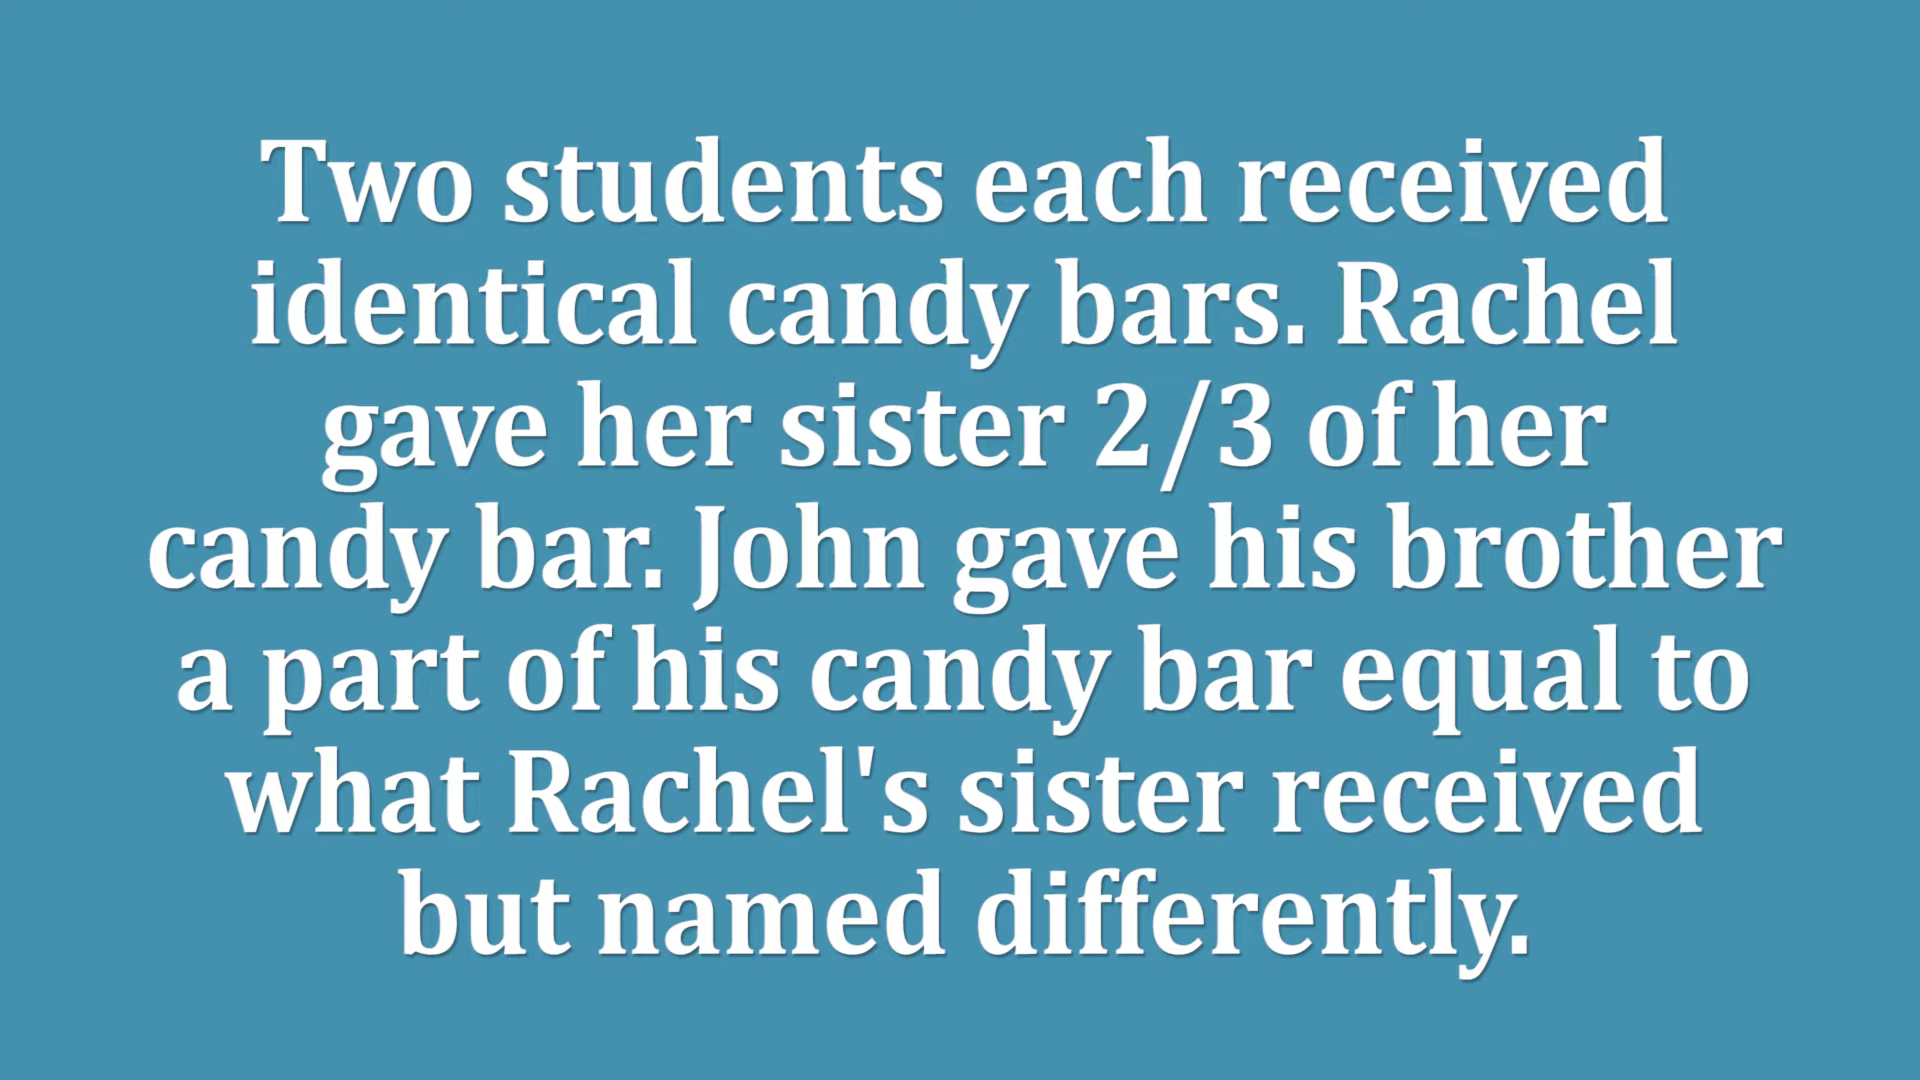 Two students each received
identical candy bars. Rachel
gave her sister 2/3 of her
candy bar. John gave his brother
a part of his candy bar equal to
what Rachel's sister received
but named differently.